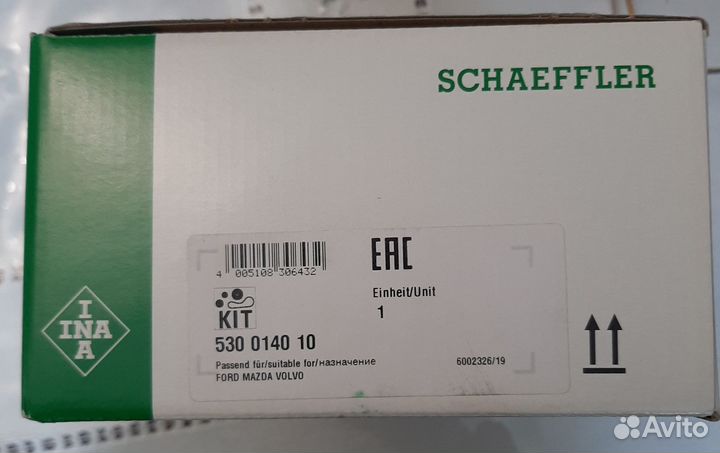 SCHAEFFLER
4 005108 306432
EAC
Einheit/Unit
1
KIT
530 0140 10
Passend für/suitable for/назначение
FORD MAZDA VOLVO
6002326/19
I
INA
A
Avito